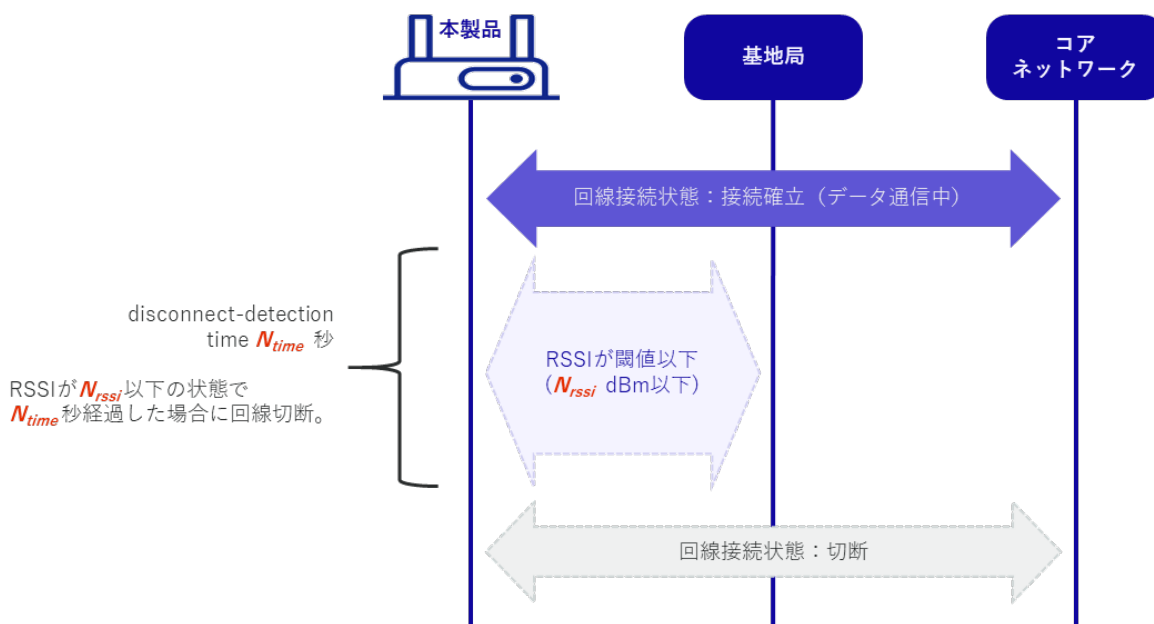 本製品
基地局
コア
ネットワーク
回線接続状態：接続確立（データ通信中）
disconnect-detection
time N_time 秒
RSSIがN_rssi以下の状態で
N_time秒経過した場合に回線切断。
RSSIが閾値以下
(N_rssi dBm以下)
回線接続状態：切断